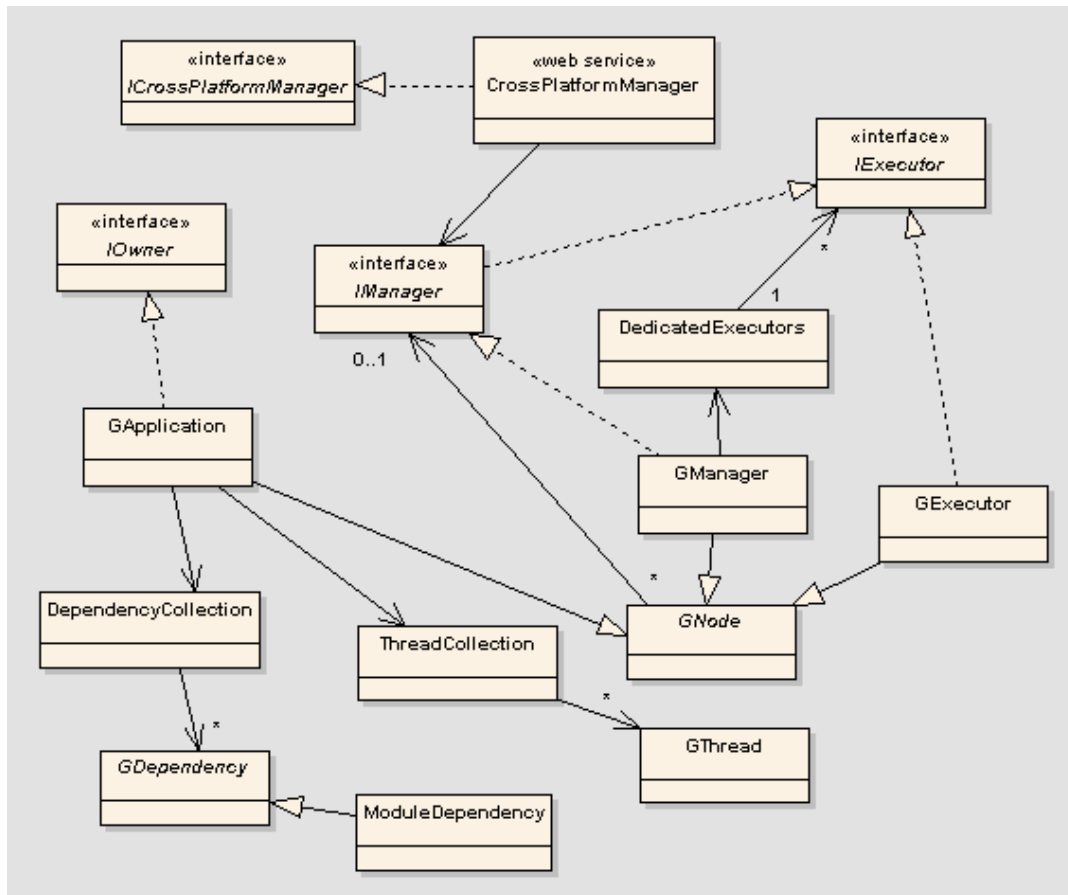 «interface»
ICrossPlatformManager
«web service»
CrossPlatformManager
«interface»
IExecutor
«interface»
IOwner
«interface»
IManager
*
1
DedicatedExecutors
0..1
GApplication
GManager
GExecutor
*
DependencyCollection
GNode
ThreadCollection
*
*
GThread
GDependency
ModuleDependency